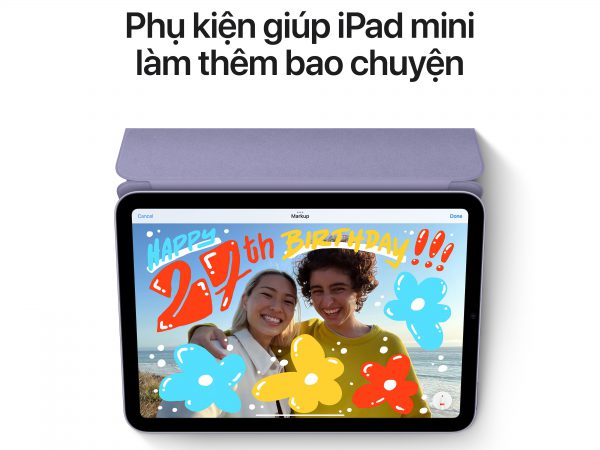 Phụ kiện giúp iPad mini
làm thêm bao chuyện
Cancel
Markup
Done
HAPPY
27th BIRTHDAY!!!